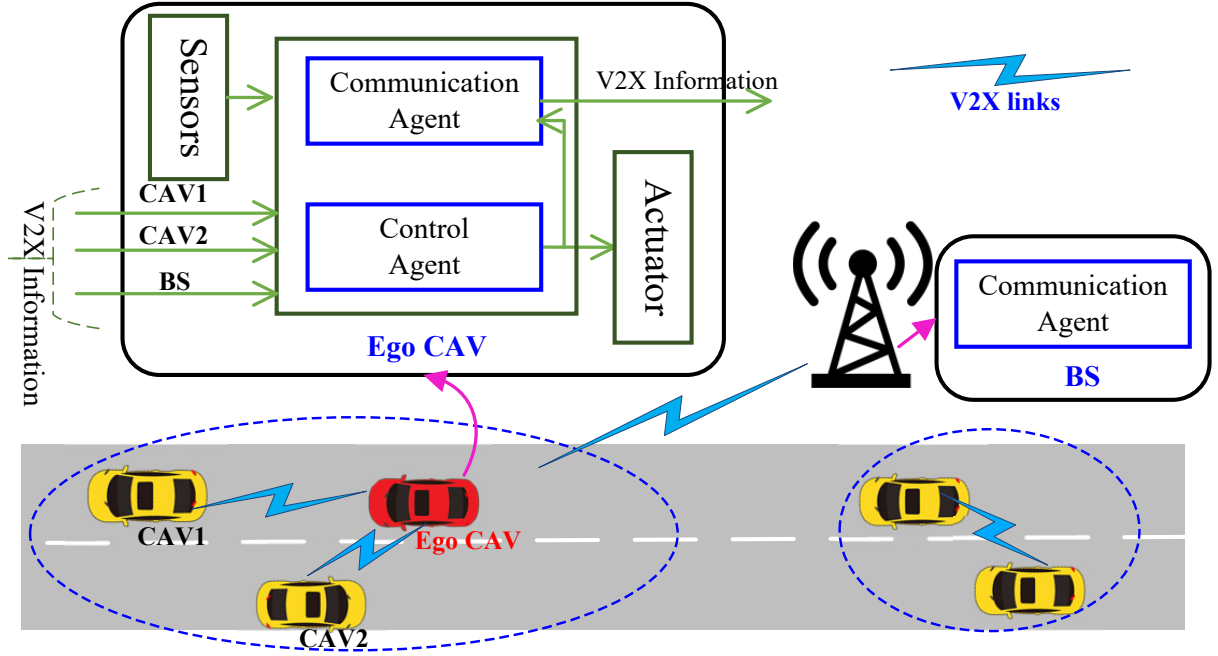 Sensors
Communication
Agent
V2X Information
V2X links
CAV1
CAV2
BS
V2X Information
Control
Agent
Actuator
Ego CAV
Communication
Agent
BS
CAV1
Ego CAV
CAV2